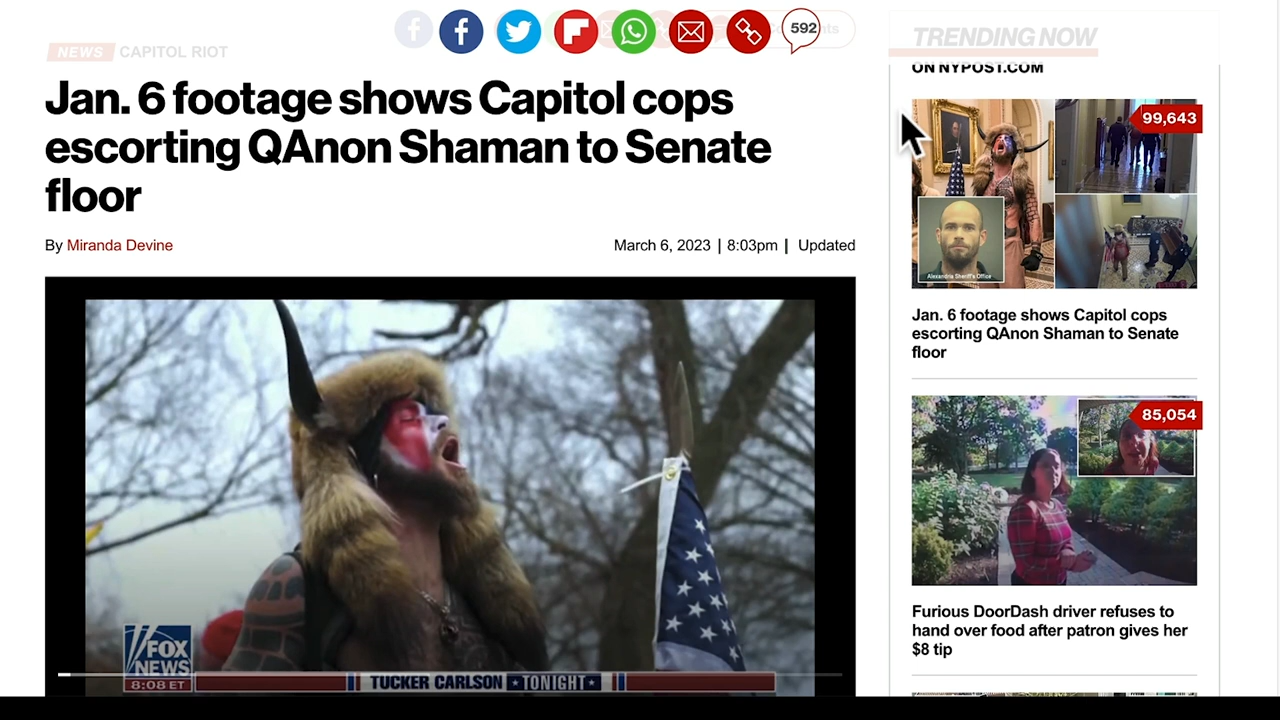 592
TRENDING NOW
NEWS CAPITOL RIOT
ON NYPOST.COM
Jan. 6 footage shows Capitol cops
escorting QAnon Shaman to Senate
floor
By Miranda Devine
March 6, 2023 | 8:03pm | Updated
FOX
NEWS
8:08 ET
TUCKER CARLSON TONIGHT
99,643
Alexandria Sheriff's Office
Jan. 6 footage shows Capitol cops
escorting QAnon Shaman to Senate
floor
85,054
Furious DoorDash driver refuses to
hand over food after patron gives her
$8 tip